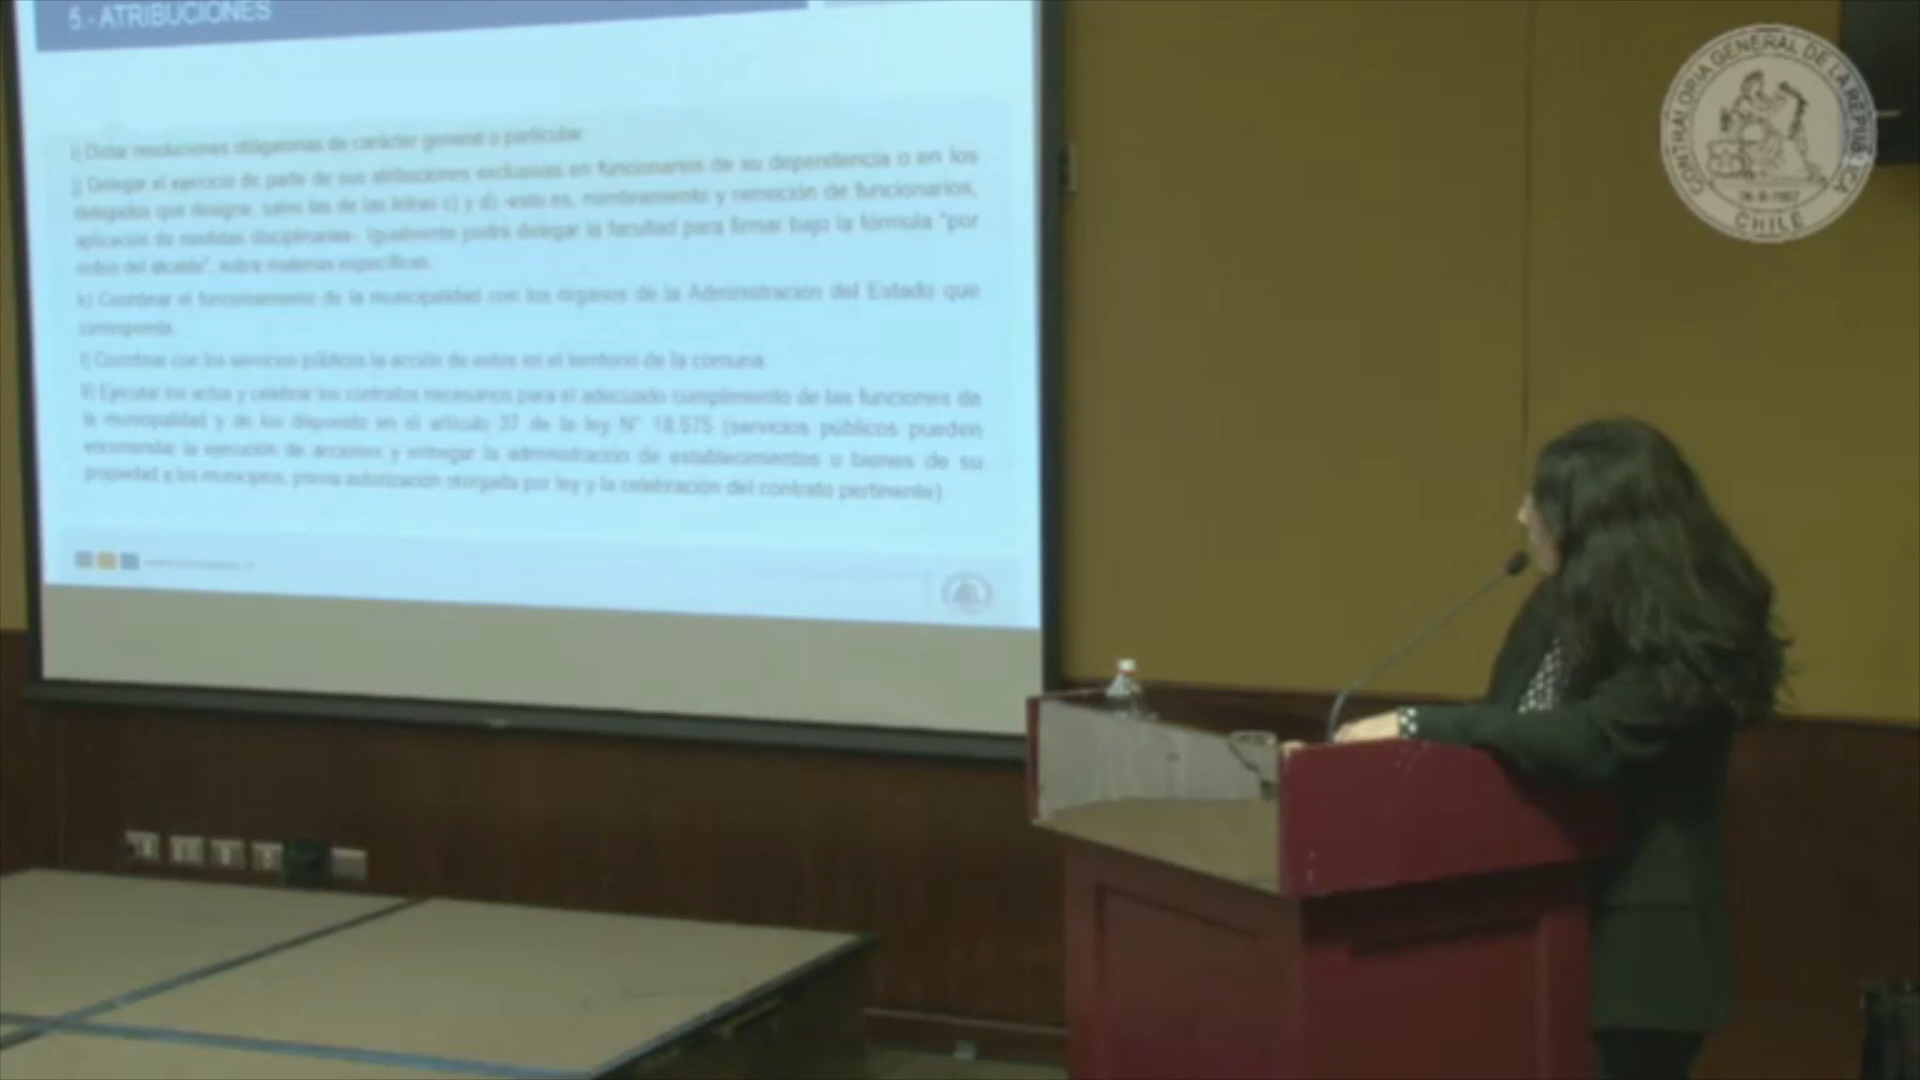 5.- ATRIBUCIONES
i) Dictar resoluciones obligatorias de carácter general o particular.
j) Delegar el ejercicio de parte de sus atribuciones exclusivas en funcionarios de su dependencia o en los
delegados que designe, salvo las de las letras c) y d) -esto es, nombramiento y remoción de funcionarios,
aplicación de medidas disciplinarias-. Igualmente podrá delegar la facultad para firmar bajo la fórmula "por
orden del alcalde", sobre materias específicas.
k) Coordinar el funcionamiento de la municipalidad con los órganos de la Administración del Estado que
corresponda.
l) Coordinar con los servicios públicos la acción de estos en el territorio de la comuna.
ll) Ejecutar los actos y celebrar los contratos necesarios para el adecuado cumplimiento de las funciones de
la municipalidad y de los dispuesto en el artículo 37 de la ley N° 18.575 (servicios públicos pueden
encomendar la ejecución de acciones y entregar la administración de establecimientos o bienes de su
propiedad a los municipios, previa autorización otorgada por ley y la celebración del contrato pertinente)
CONTRALORIA GENERAL DE LA REPUBLICA
CHILE